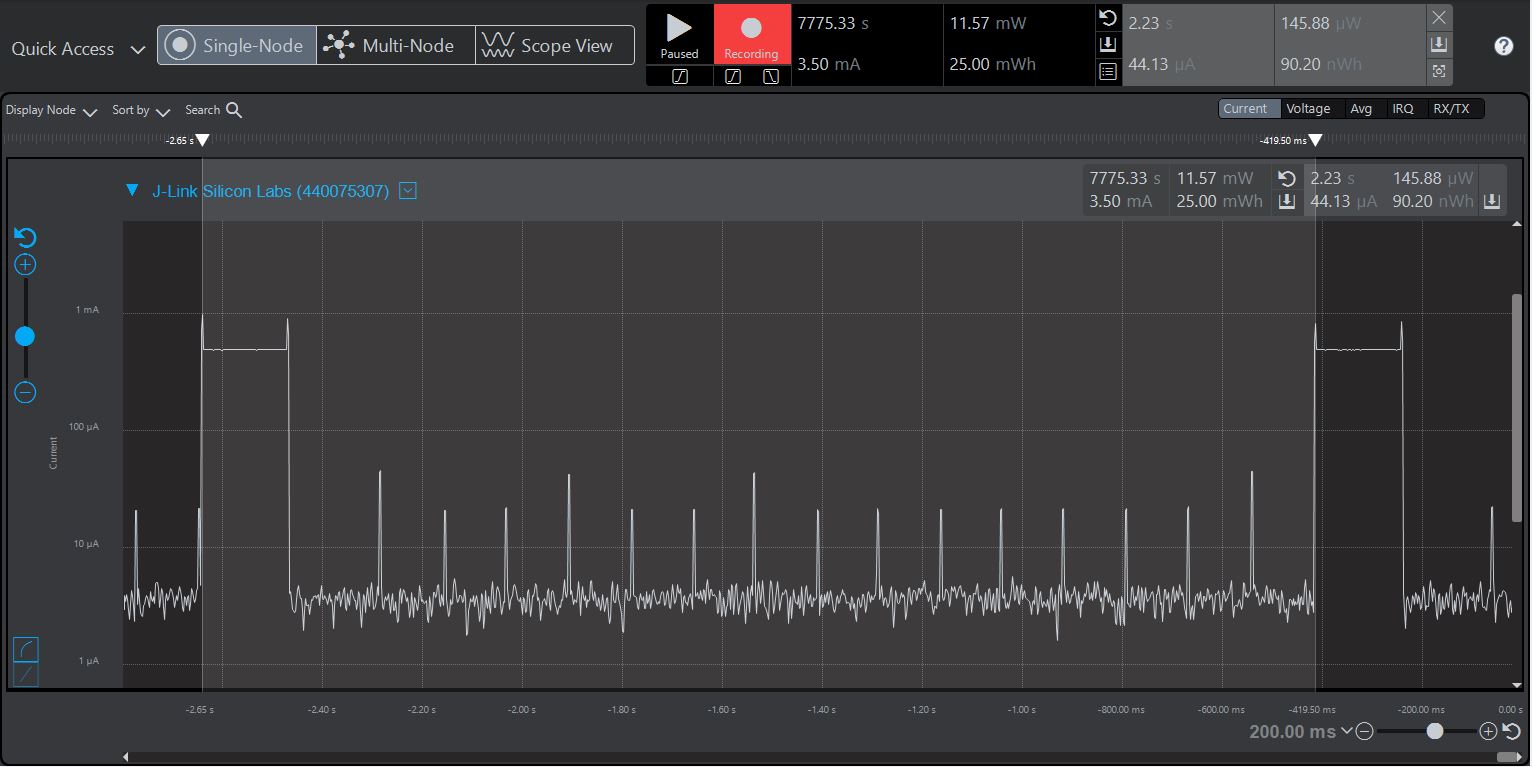 Quick Access
Single-Node
Multi-Node
Scope View
Paused
Recording
7775.33 s
11.57 mW
3.50 mA
25.00 mWh
2.23 s
145.88 µW
44.13 µA
90.20 nWh
Display Node
Sort by
Search
Current
Voltage
Avg
IRQ
RX/TX
-2.65 s
-419.50 ms
J-Link Silicon Labs (440075307)
7775.33 s
11.57 mW
2.23 s
145.88 µW
3.50 mA
25.00 mWh
44.13 µA
90.20 nWh
1 mA
100 µA
Current
10 µA
1 µA
-2.65 s
-2.40 s
-2.20 s
-2.00 s
-1.80 s
-1.60 s
-1.40 s
-1.20 s
-1.00 s
-800.00 ms
-600.00 ms
-419.50 ms
-200.00 ms
0.00 s
200.00 ms